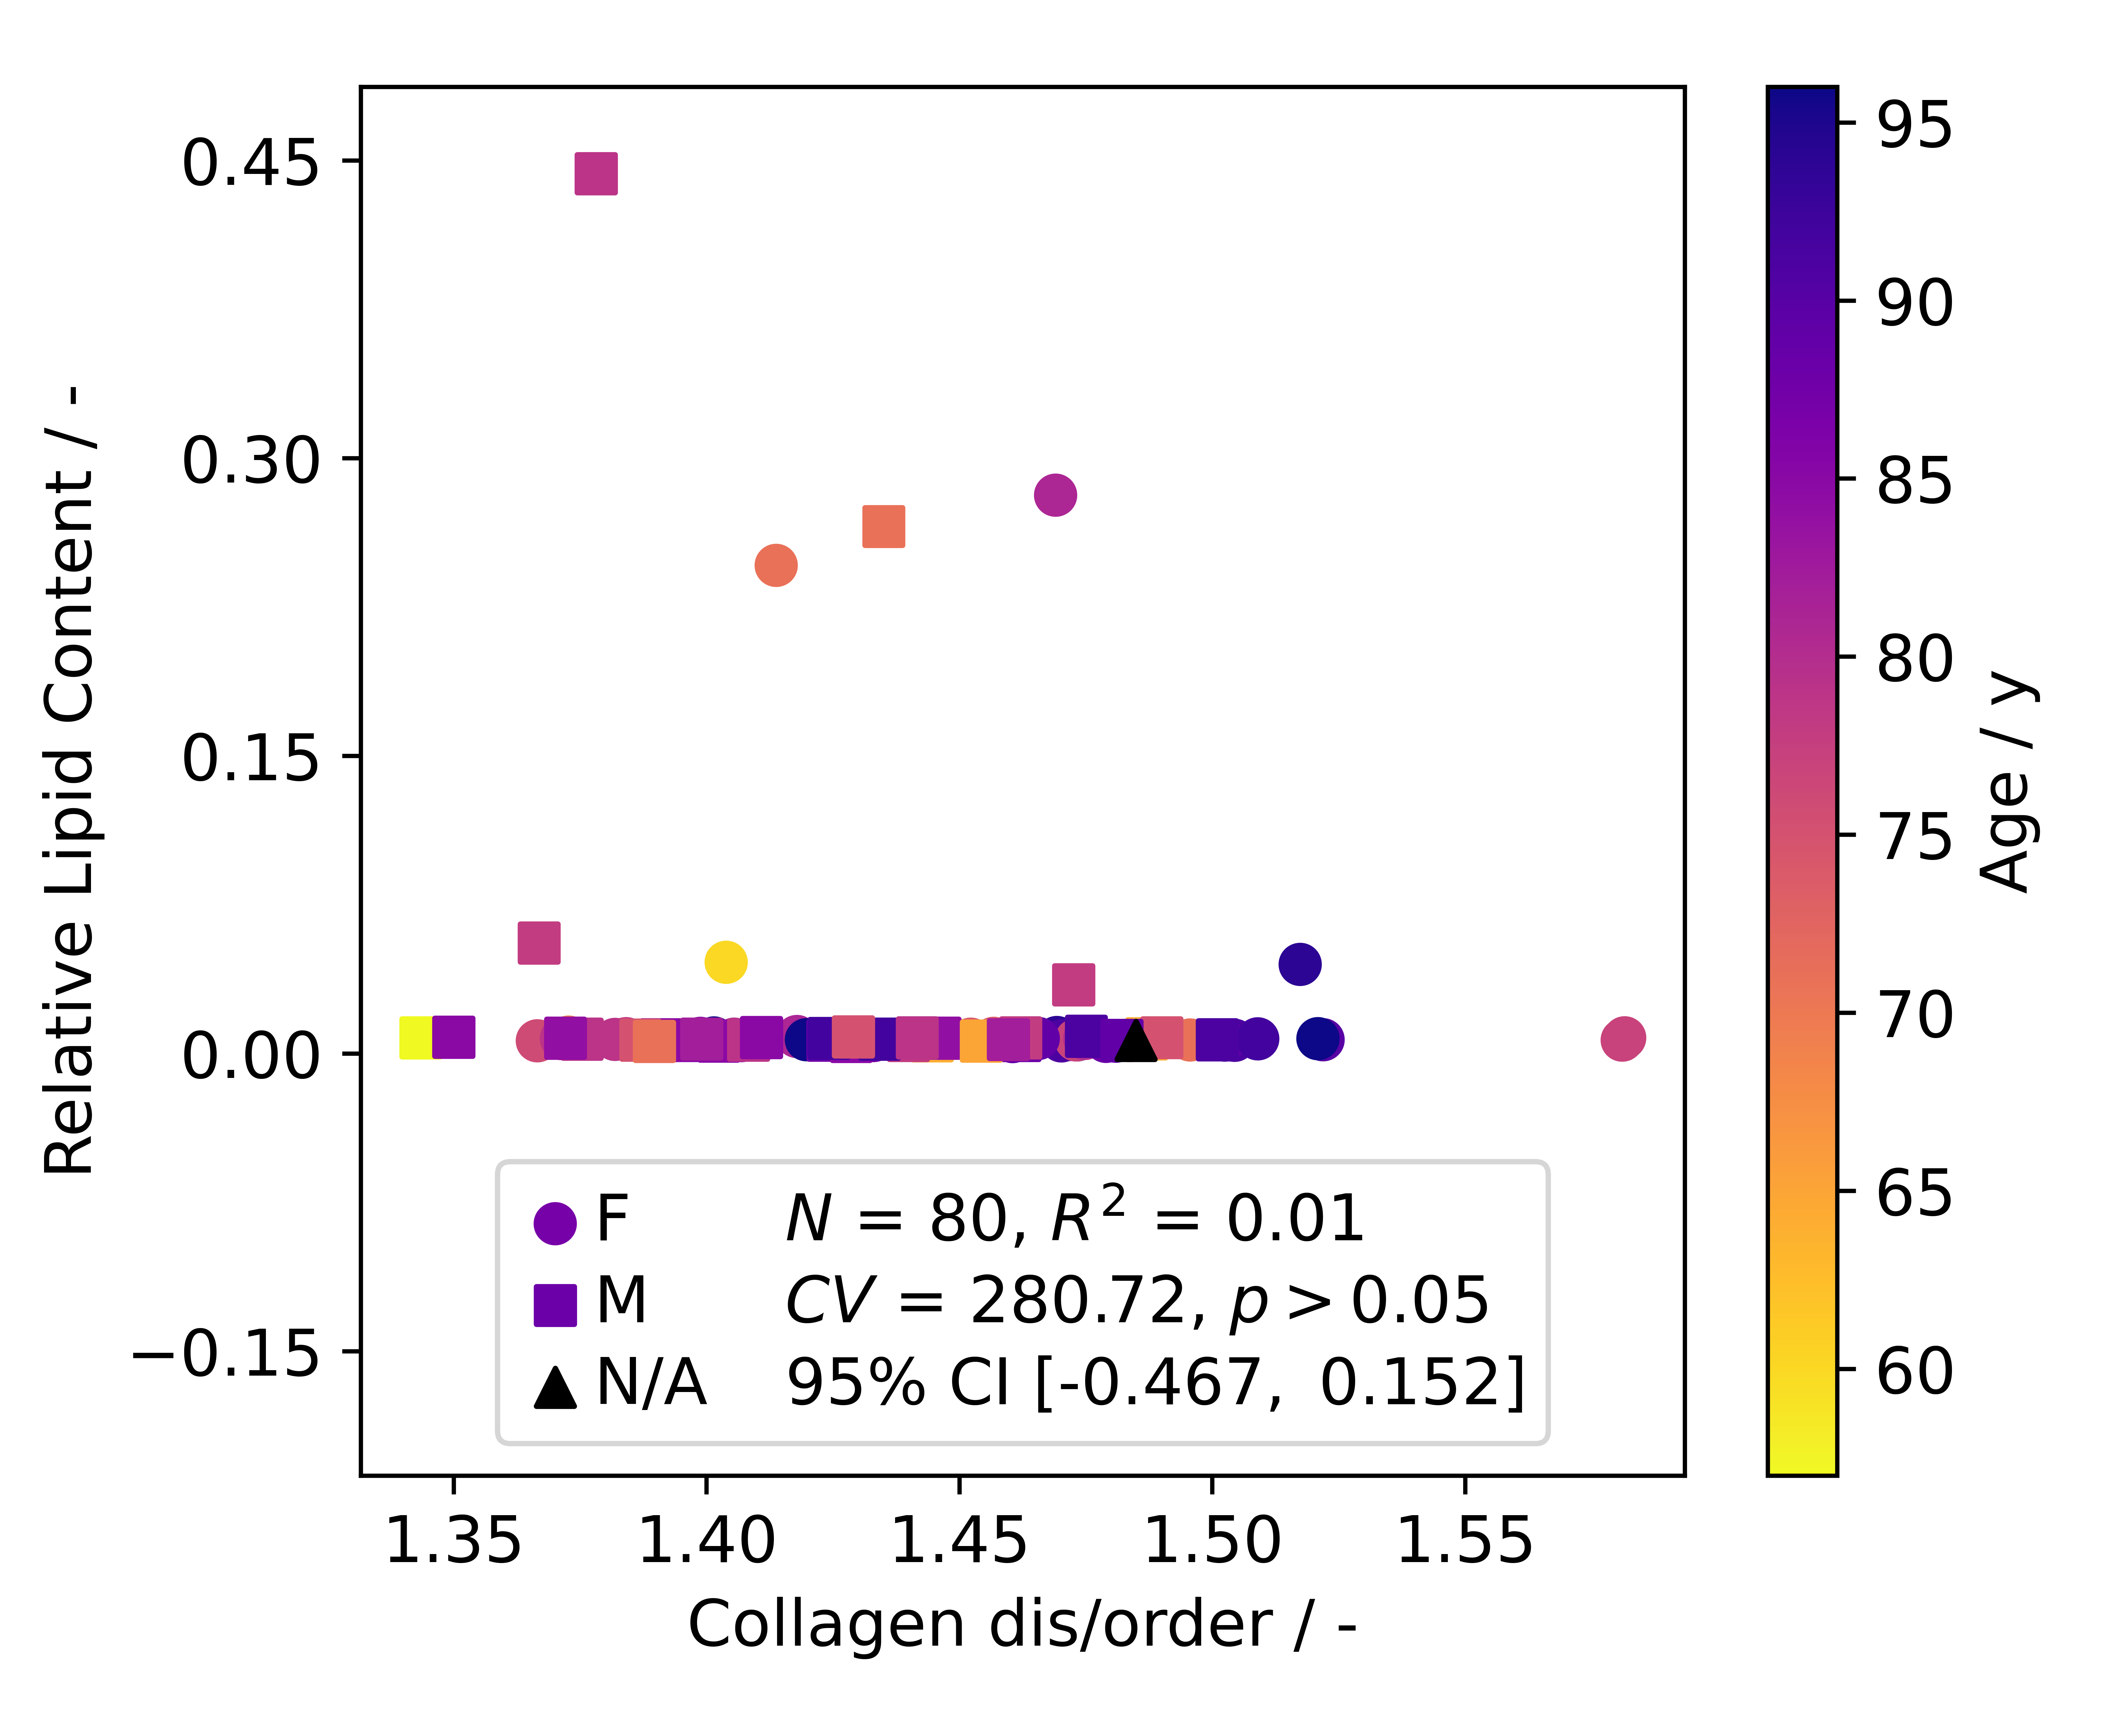 0.45
0.30
0.15
0.00
−0.15
Relative Lipid Content / -
1.35 1.40 1.45 1.50 1.55
Collagen dis/order / -
F N = 80, R² = 0.01
M CV = 280.72, p > 0.05
N/A 95% CI [-0.467, 0.152]
95
90
85
80
75
70
65
60
Age / y